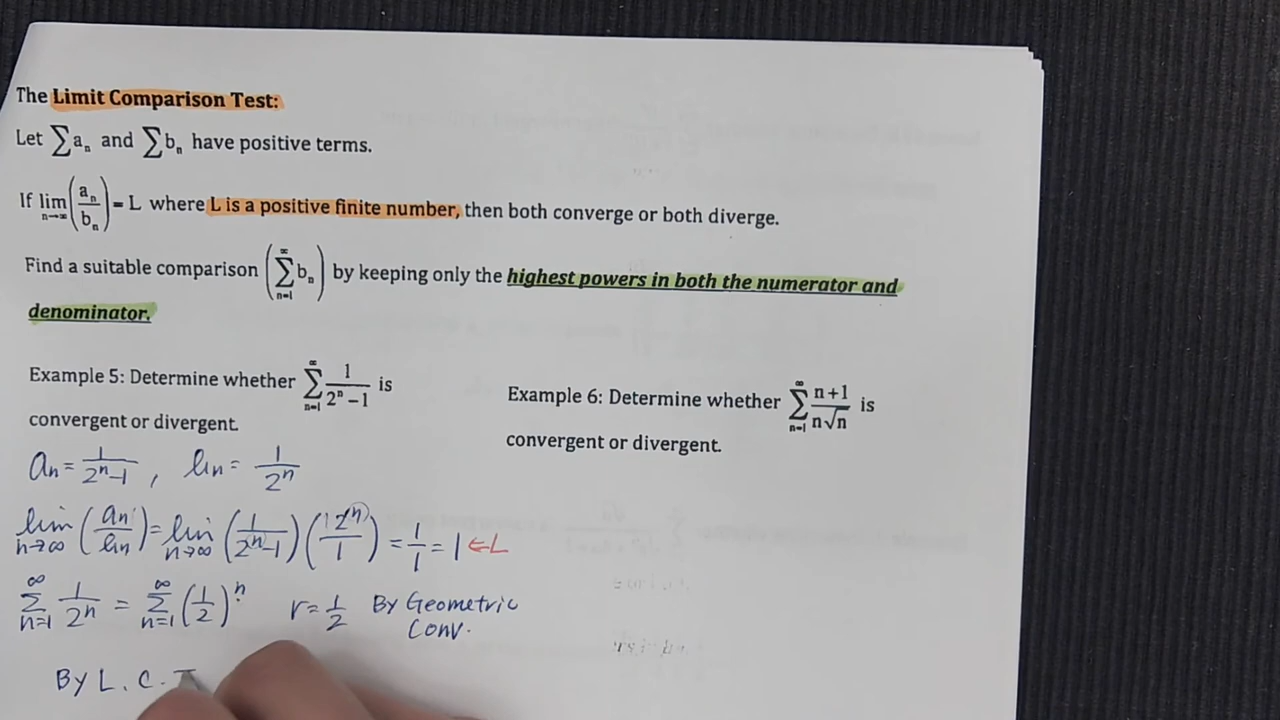 The Limit Comparison Test:
Let ∑aₙ and ∑bₙ have positive terms.
If lim n→∞ (aₙ/bₙ) = L where L is a positive finite number, then both converge or both diverge.
Find a suitable comparison (∑ n=1 ∞ bₙ) by keeping only the highest powers in both the numerator and
denominator.
Example 5: Determine whether ∑ n=1 ∞ 1/(2ⁿ−1) is
convergent or divergent.
aₙ = 1/(2ⁿ−1) , bₙ = 1/2ⁿ
lim n→∞ (aₙ/bₙ) = lim n→∞ (1/(2ⁿ−1)) (1·2ⁿ/1) = 1/1 = 1 ← L
∑ n=1 ∞ 1/2ⁿ = ∑ n=1 ∞ (1/2)ⁿ r = 1/2 By Geometric
Conv.
By L.C.T
Example 6: Determine whether ∑ n=1 ∞ (n+1)/(n√n) is
convergent or divergent.